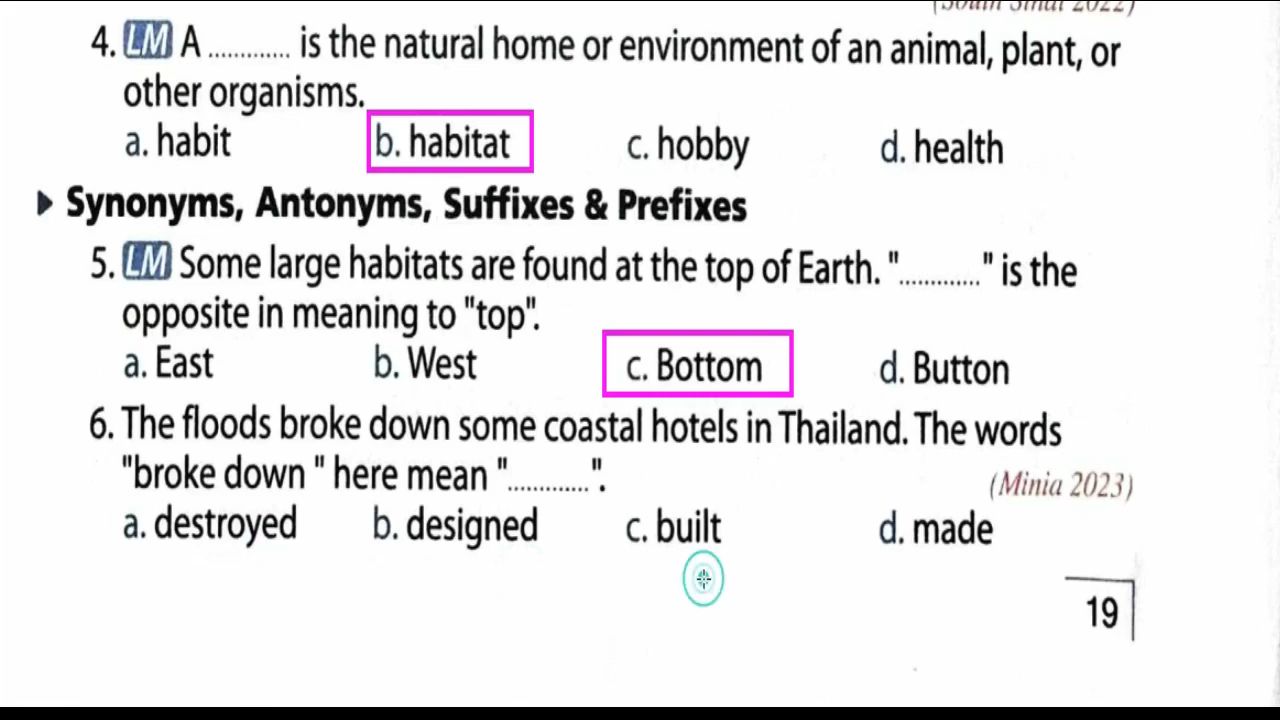 (South Sinai 2022)
4. LM A ............. is the natural home or environment of an animal, plant, or
other organisms.
a. habit b. habitat c. hobby d. health
Synonyms, Antonyms, Suffixes & Prefixes
5. LM Some large habitats are found at the top of Earth. "............." is the
opposite in meaning to "top".
a. East b. West c. Bottom d. Button
6. The floods broke down some coastal hotels in Thailand. The words
"broke down " here mean ".............".
(Minia 2023)
a. destroyed b. designed c. built d. made
19